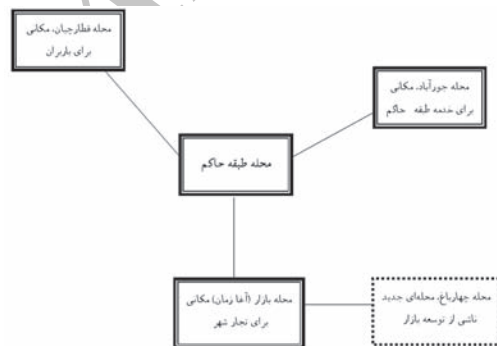 محله قطارچیان، مکانی
برای باربران
محله جورآباد، مکانی
برای خدمه طبقه حاکم
محله طبقه حاکم
محله بازار (آغا زمان) مکانی
برای تجار شهر
محله چهارباغ، محله‌ای جدید
ناشی از توسعه بازار